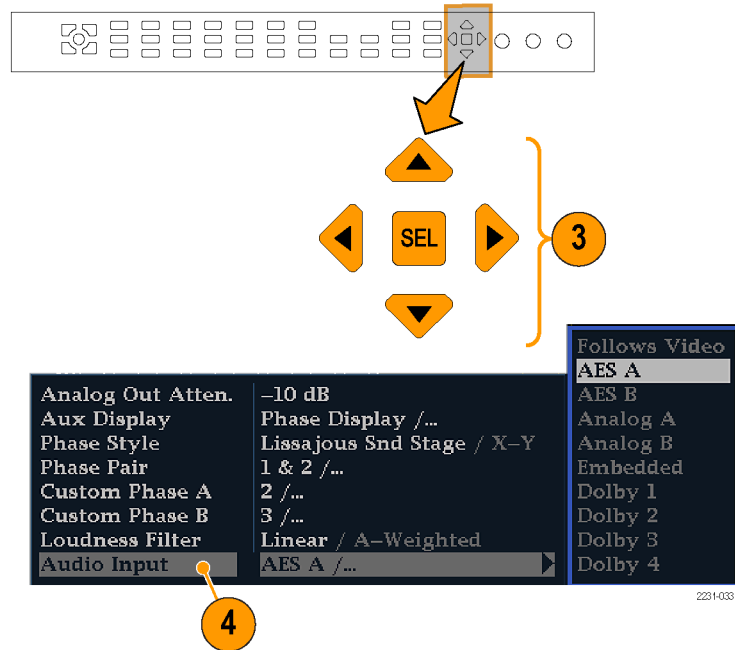 SEL
3
Follows Video
AES A
AES B
Analog A
Analog B
Embedded
Dolby 1
Dolby 2
Dolby 3
Dolby 4
Analog Out Atten. –10 dB
Aux Display Phase Display /...
Phase Style Lissajous Snd Stage / X–Y
Phase Pair 1 & 2 /...
Custom Phase A 2 /...
Custom Phase B 3 /...
Loudness Filter Linear / A–Weighted
Audio Input AES A /...
2231-033
4